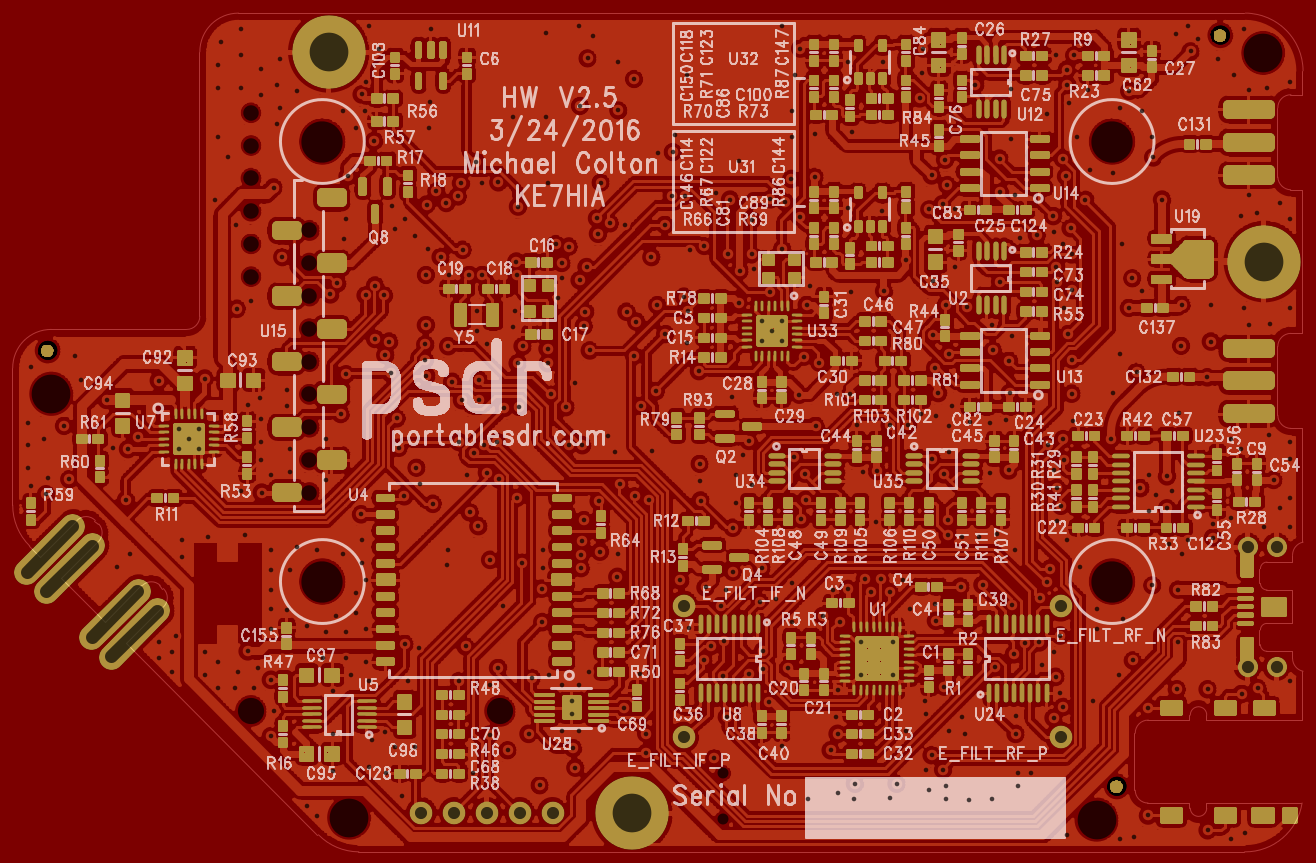 U11
C103
C6
HW V2.5
3/24/2016
Michael Colton
KE7HIA
R56
R57
R17
R18
Q8
C150 C118
R71 C123
U32
R87 C147
C86
C100
R70
R73
C146 C114
R67 C122
U31
R86 C144
C81
C89
R66
R69
C84
C26
R27
R9
C27
C62
R23
C75
U12
C76
R84
R45
C131
U14
C83
C25
C124
U19
R24
C73
C74
R55
C35
U2
R44
C137
C16
C19
C18
Y5
C17
U15
R78
C5
C15
R14
U33
C31
C46
C47
R80
C30
R81
U13
C132
C28
C29
R101
R103
R102
C82
C24
psdr
portablesdr.com
C92
C93
C94
R61
U7
R58
R60
R53
R59
R11
R79
R93
Q2
C44
C42
C45
C43
C23
R42
C57
U23
C56
C9
C54
U34
U35
R31
R29
R30
R41
U4
R12
R64
R13
R104
R108
C48
C49
R109
R105
R106
R110
C50
C51
R111
R107
C22
R33
C12
C55
R28
Q4
E_FILT_IF_N
C3
C4
R68
R72
R76
C71
R50
C37
R5
R3
U1
C41
C39
R2
E_FILT_RF_N
R82
R83
C155
R47
C97
U5
R48
C1
R1
C20
C21
C36
U8
C38
C40
U24
C69
U28
C70
R46
C68
R38
C98
R16
C95
C128
C2
C33
C32
E_FILT_IF_P
E_FILT_RF_P
Serial No